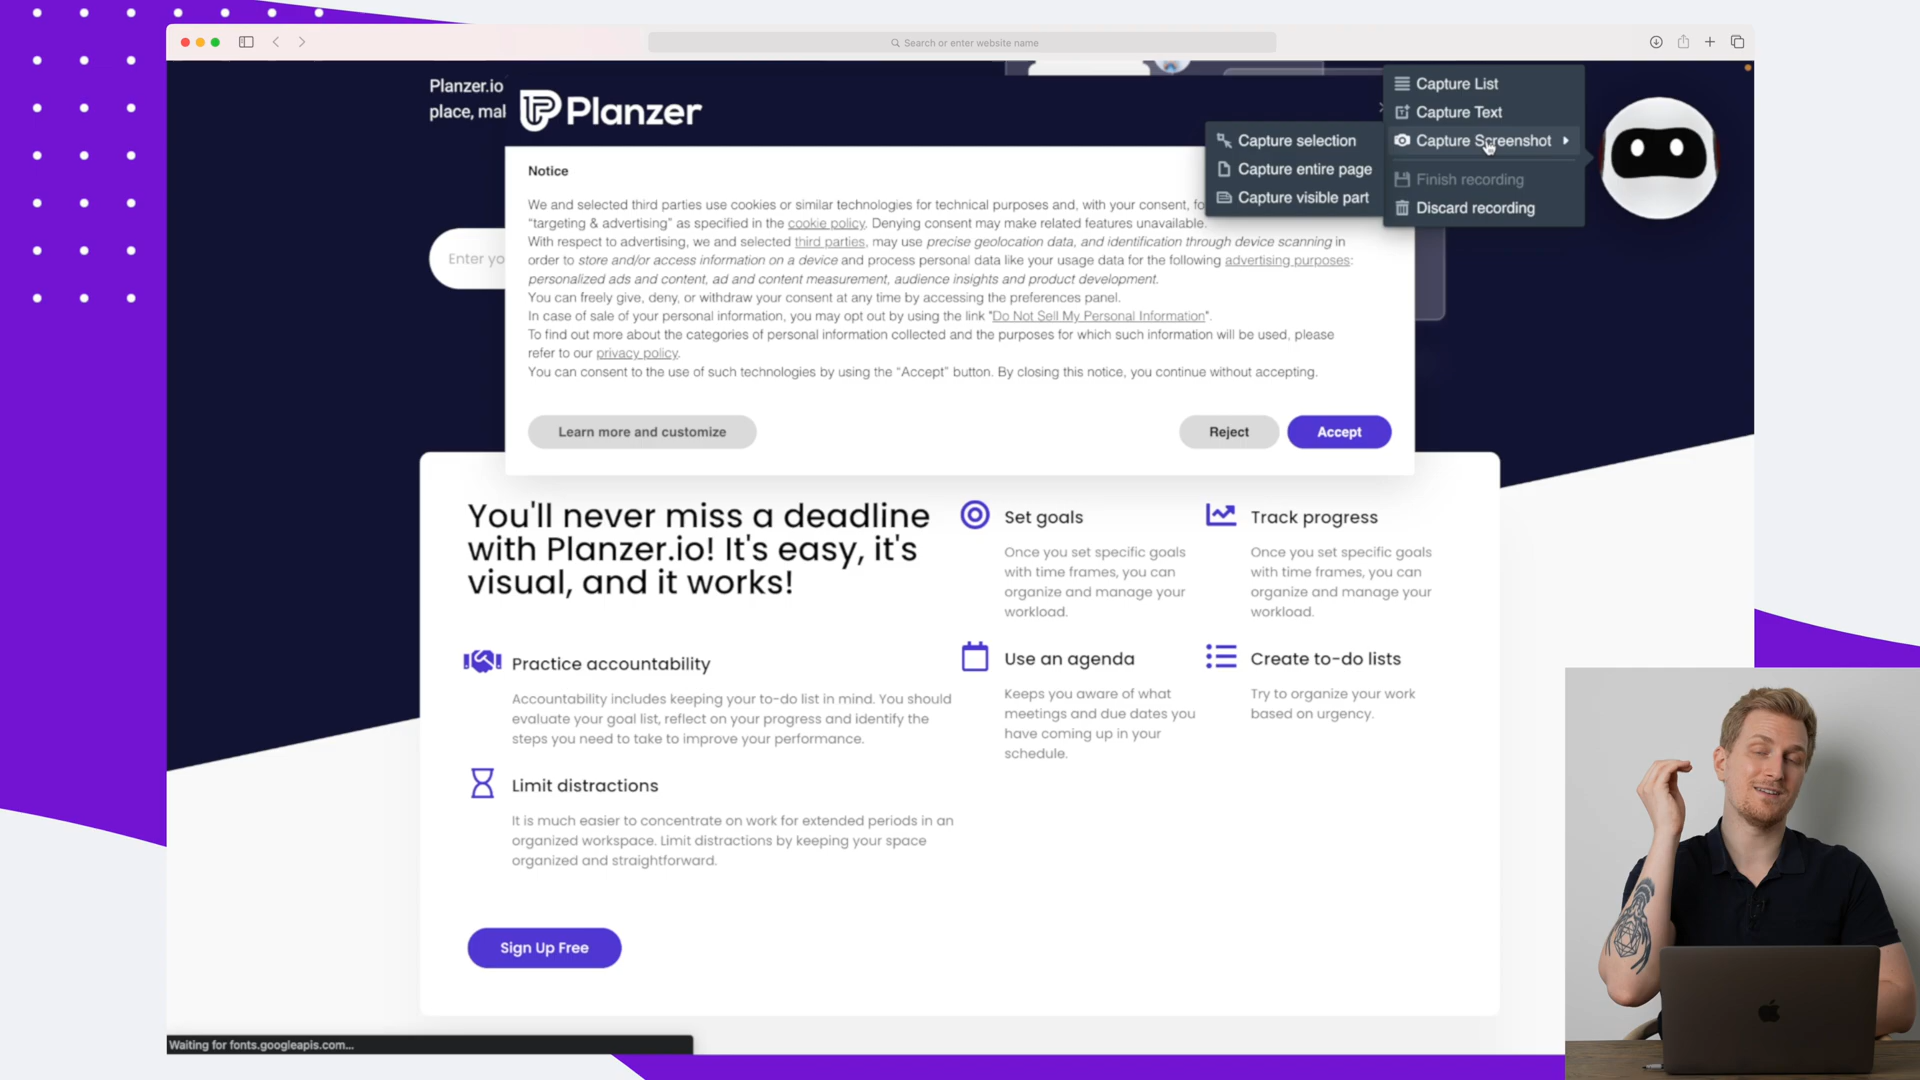 Search or enter website name
Planzer.io
place, mal
Planzer
Capture List
Capture Text
Capture Screenshot
Finish recording
Discard recording
Capture selection
Capture entire page
Capture visible part
Enter yo
Notice
We and selected third parties use cookies or similar technologies for technical purposes and, with your consent, fo
“targeting & advertising” as specified in the cookie policy. Denying consent may make related features unavailable.
With respect to advertising, we and selected third parties, may use precise geolocation data, and identification through device scanning in
order to store and/or access information on a device and process personal data like your usage data for the following advertising purposes:
personalized ads and content, ad and content measurement, audience insights and product development.
You can freely give, deny, or withdraw your consent at any time by accessing the preferences panel.
In case of sale of your personal information, you may opt out by using the link "Do Not Sell My Personal Information".
To find out more about the categories of personal information collected and the purposes for which such information will be used, please
refer to our privacy policy.
You can consent to the use of such technologies by using the “Accept” button. By closing this notice, you continue without accepting.
Learn more and customize
Reject
Accept
You'll never miss a deadline
with Planzer.io! It's easy, it's
visual, and it works!
Practice accountability
Accountability includes keeping your to-do list in mind. You should
evaluate your goal list, reflect on your progress and identify the
steps you need to take to improve your performance.
Limit distractions
It is much easier to concentrate on work for extended periods in an
organized workspace. Limit distractions by keeping your space
organized and straightforward.
Set goals
Once you set specific goals
with time frames, you can
organize and manage your
workload.
Track progress
Once you set specific goals
with time frames, you can
organize and manage your
workload.
Use an agenda
Keeps you aware of what
meetings and due dates you
have coming up in your
schedule.
Create to-do lists
Try to organize your work
based on urgency.
Sign Up Free
Waiting for fonts.googleapis.com...